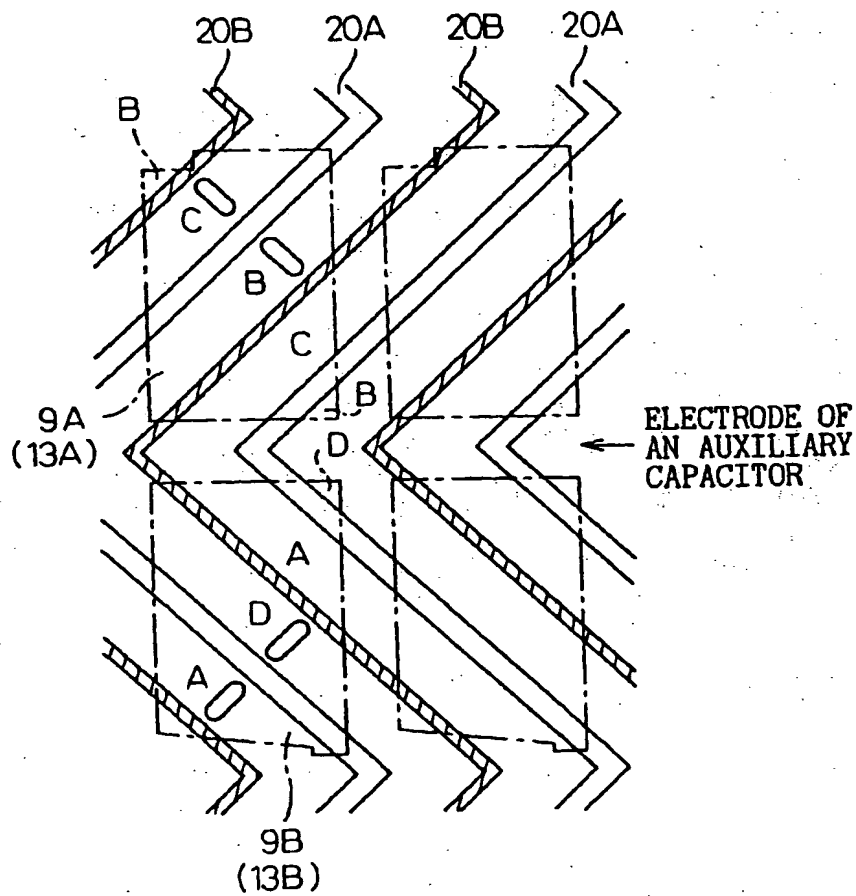 20B 20A 20B 20A
B
C
B
C
9A
(13A)
B
D
ELECTRODE OF
AN AUXILIARY
CAPACITOR
A
D
A
9B
(13B)